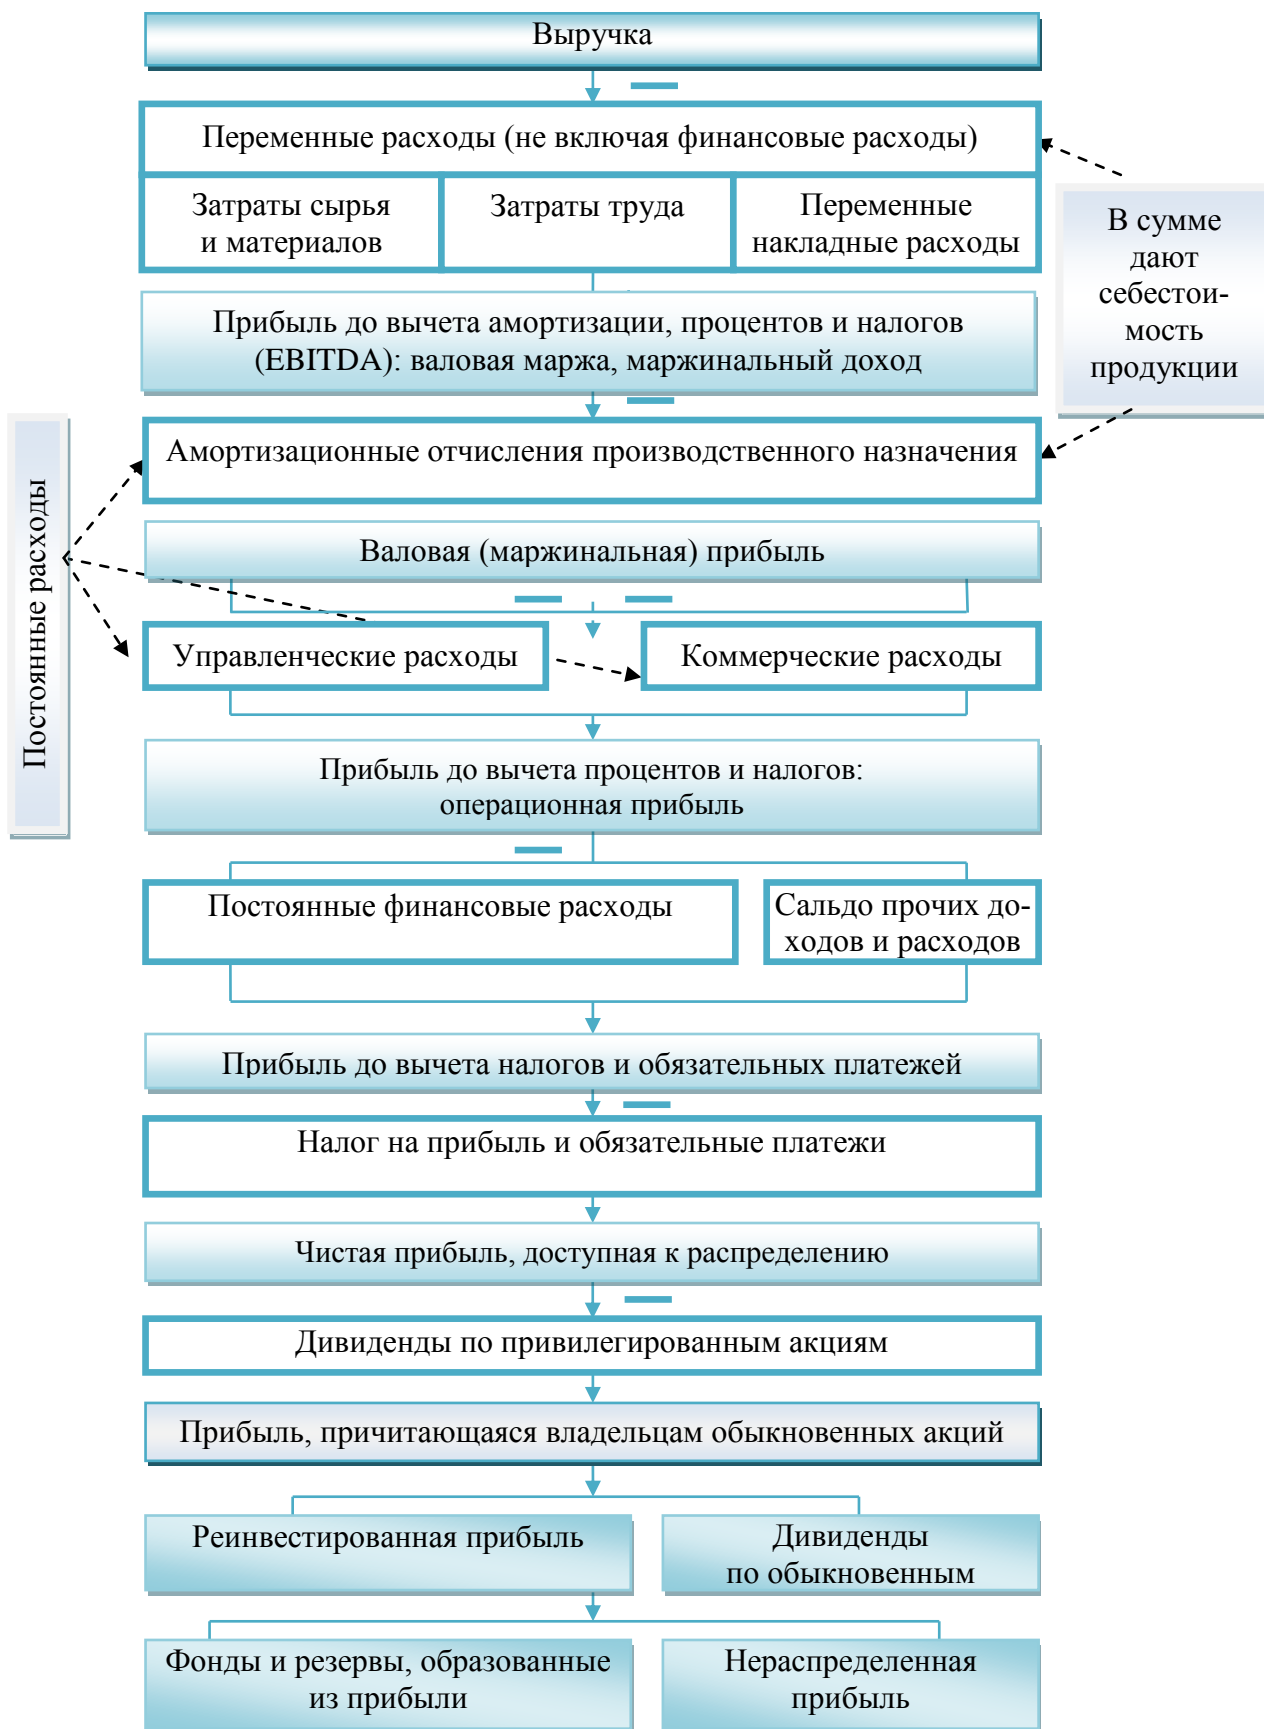 Выручка
Переменные расходы (не включая финансовые расходы)
Затраты сырья
и материалов
Затраты труда
Переменные
накладные расходы
В сумме
дают
себестои-
мость
продукции
Прибыль до вычета амортизации, процентов и налогов
(EBITDA): валовая маржа, маржинальный доход
Амортизационные отчисления производственного назначения
Постоянные расходы
Валовая (маржинальная) прибыль
Управленческие расходы
Коммерческие расходы
Прибыль до вычета процентов и налогов:
операционная прибыль
Постоянные финансовые расходы
Сальдо прочих до-
ходов и расходов
Прибыль до вычета налогов и обязательных платежей
Налог на прибыль и обязательные платежи
Чистая прибыль, доступная к распределению
Дивиденды по привилегированным акциям
Прибыль, причитающаяся владельцам обыкновенных акций
Реинвестированная прибыль
Дивиденды
по обыкновенным
Фонды и резервы, образованные
из прибыли
Нераспределенная
прибыль